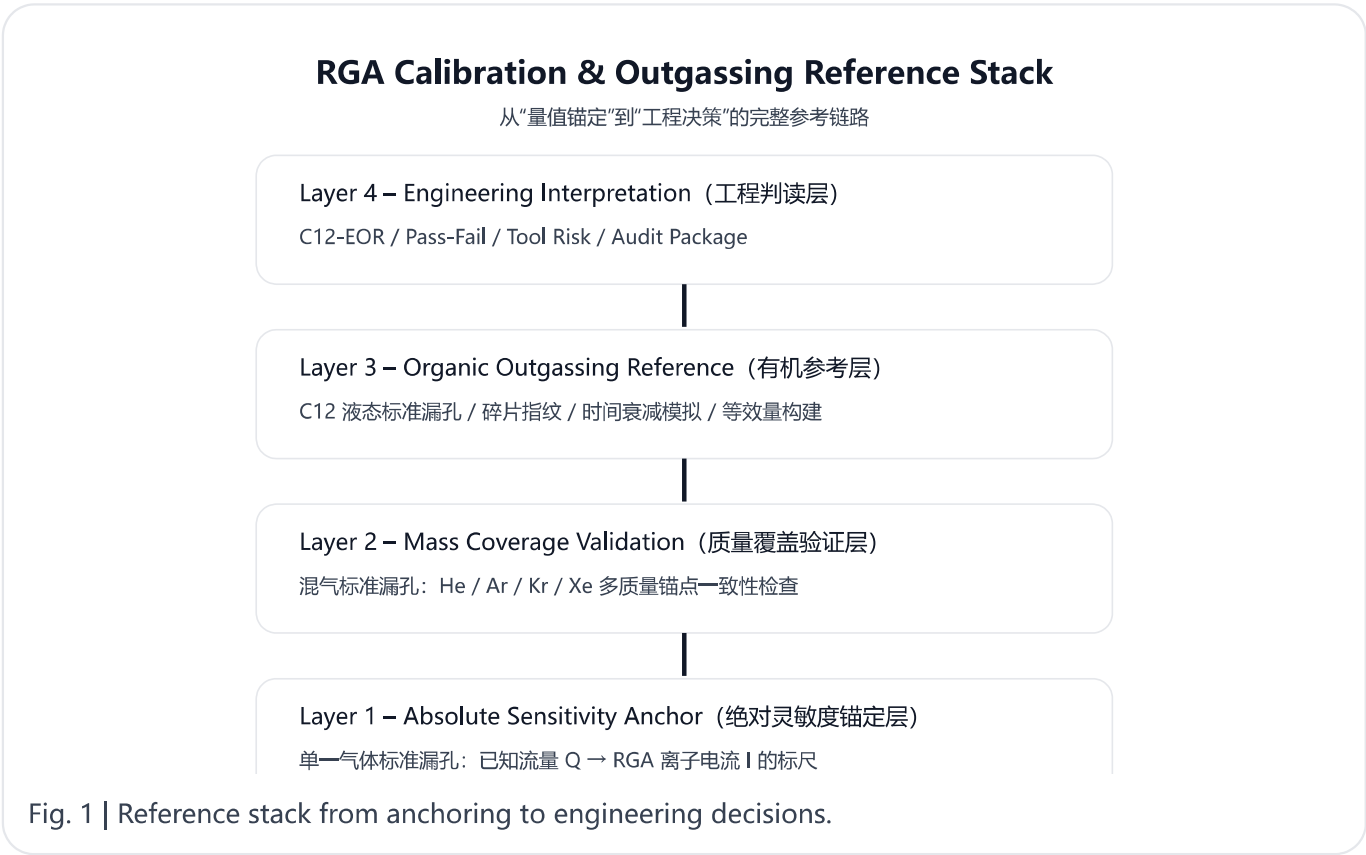 RGA Calibration & Outgassing Reference Stack
从“量值锚定”到“工程决策”的完整参考链路
Layer 4 – Engineering Interpretation（工程判读层）
C12-EOR / Pass-Fail / Tool Risk / Audit Package
Layer 3 – Organic Outgassing Reference（有机参考层）
C12 液态标准漏孔 / 碎片指纹 / 时间衰减模拟 / 等效量构建
Layer 2 – Mass Coverage Validation（质量覆盖验证层）
混气标准漏孔：He / Ar / Kr / Xe 多质量锚点一致性检查
Layer 1 – Absolute Sensitivity Anchor（绝对灵敏度锚定层）
单一气体标准漏孔：已知流量 Q → RGA 离子电流 I 的标尺
Fig. 1 | Reference stack from anchoring to engineering decisions.